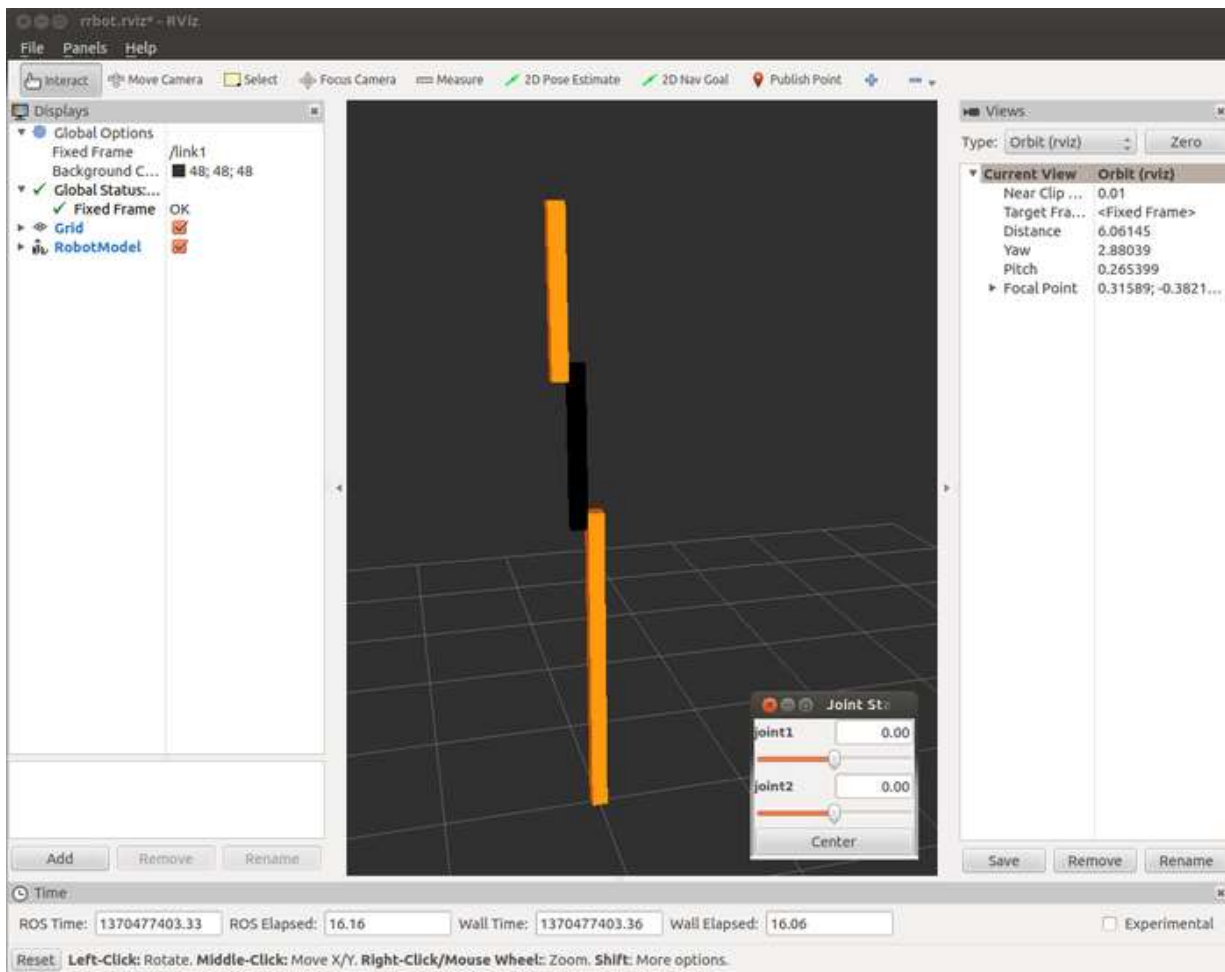 rrbot.rviz* - RViz
File Panels Help
Interact Move Camera Select Focus Camera Measure 2D Pose Estimate 2D Nav Goal Publish Point
Displays
Global Options
Fixed Frame /link1
Background C... 48; 48; 48
Global Status:...
Fixed Frame OK
Grid
RobotModel
Add Remove Rename
Joint Sta
joint1 0.00
joint2 0.00
Center
Views
Type: Orbit (rviz) Zero
Current View Orbit (rviz)
Near Clip ... 0.01
Target Fra... <Fixed Frame>
Distance 6.06145
Yaw 2.88039
Pitch 0.265399
Focal Point 0.31589; -0.3821...
Save Remove Rename
Time
ROS Time: 1370477403.33 ROS Elapsed: 16.16 Wall Time: 1370477403.36 Wall Elapsed: 16.06 Experimental
Reset Left-Click: Rotate. Middle-Click: Move X/Y. Right-Click/Mouse Wheel:: Zoom. Shift: More options.